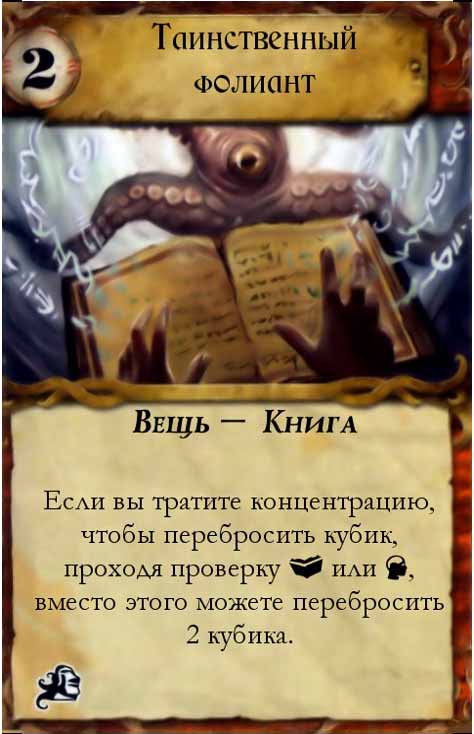 2
Таинственный
фолиант
Вещь — Книга
Если вы тратите концентрацию,
чтобы перебросить кубик,
проходя проверку или ,
вместо этого можете перебросить
2 кубика.